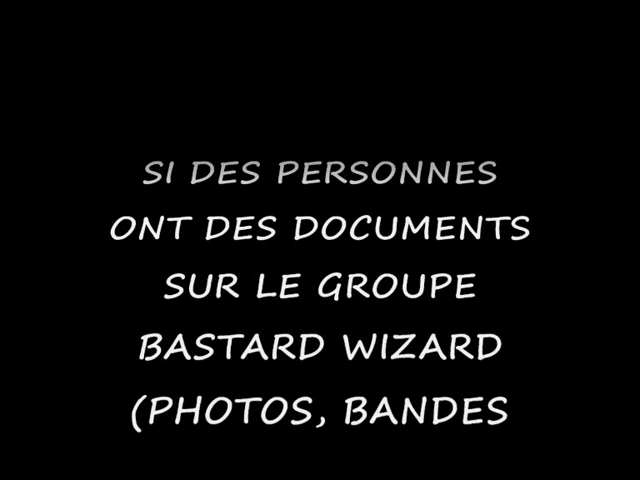 SI DES PERSONNES
ONT DES DOCUMENTS
SUR LE GROUPE
BASTARD WIZARD
(PHOTOS, BANDES